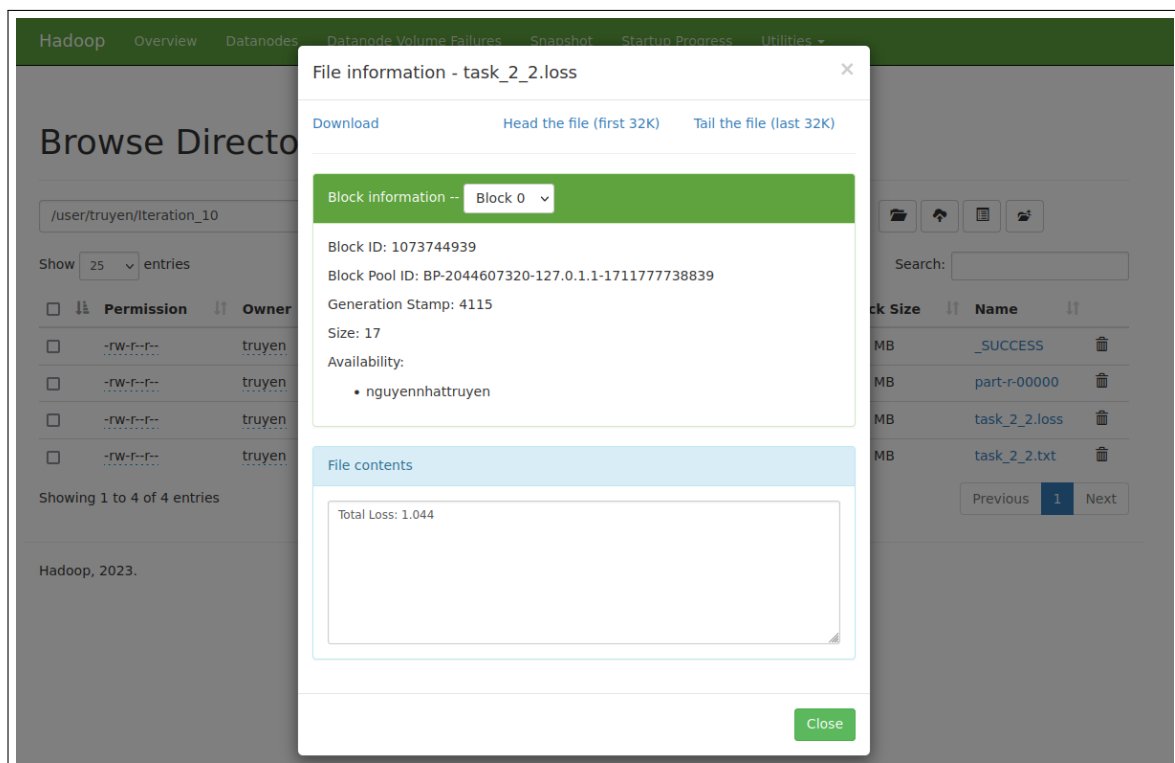 Hadoop Overview Datanodes Datanode Volume Failures Snapshot Startup Progress Utilities
File information - task_2_2.loss ×
Download Head the file (first 32K) Tail the file (last 32K)
Browse Directo
Block information -- Block 0
/user/truyen/Iteration_10
Block ID: 1073744939
Show 25 entries Search:
Block Pool ID: BP-2044607320-127.0.1.1-1711777738839
Generation Stamp: 4115
Permission Owner ck Size Name
Size: 17
-rw-r--r-- truyen MB _SUCCESS
Availability:
-rw-r--r-- truyen MB part-r-00000
• nguyennhattruyen
-rw-r--r-- truyen MB task_2_2.loss
-rw-r--r-- truyen MB task_2_2.txt
File contents
Showing 1 to 4 of 4 entries Previous 1 Next
Total Loss: 1.044
Hadoop, 2023.
Close